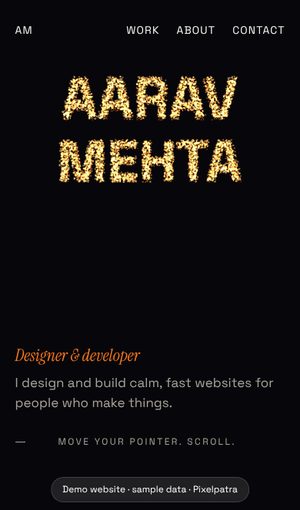 AM
WORK ABOUT CONTACT
AARAV
MEHTA
Designer & developer
I design and build calm, fast websites for
people who make things.
— MOVE YOUR POINTER. SCROLL.
Demo website · sample data · Pixelpatra